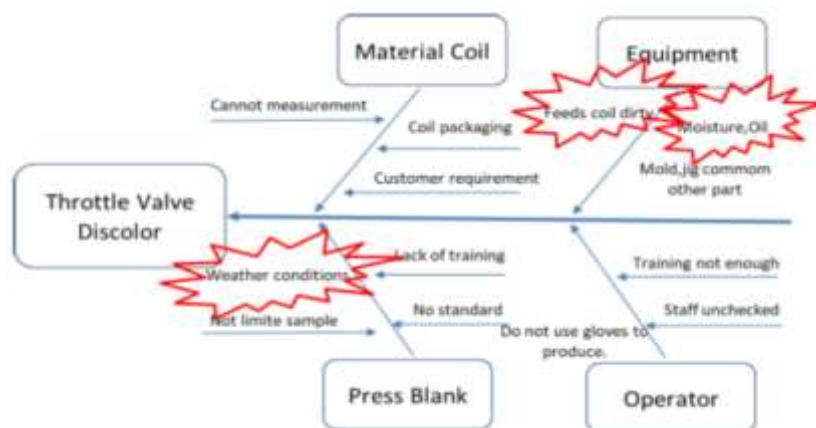 Material Coil
Equipment
Cannot measurement
Feeds coil dirty
Moisture,Oil
Coil packaging
Mold,jig commom
other part
Customer requirement
Throttle Valve
Discolor
Lack of training
Weather conditions
Training not enough
No standard
Staff unchecked
Not limite sample
Do not use gloves to
produce.
Press Blank
Operator